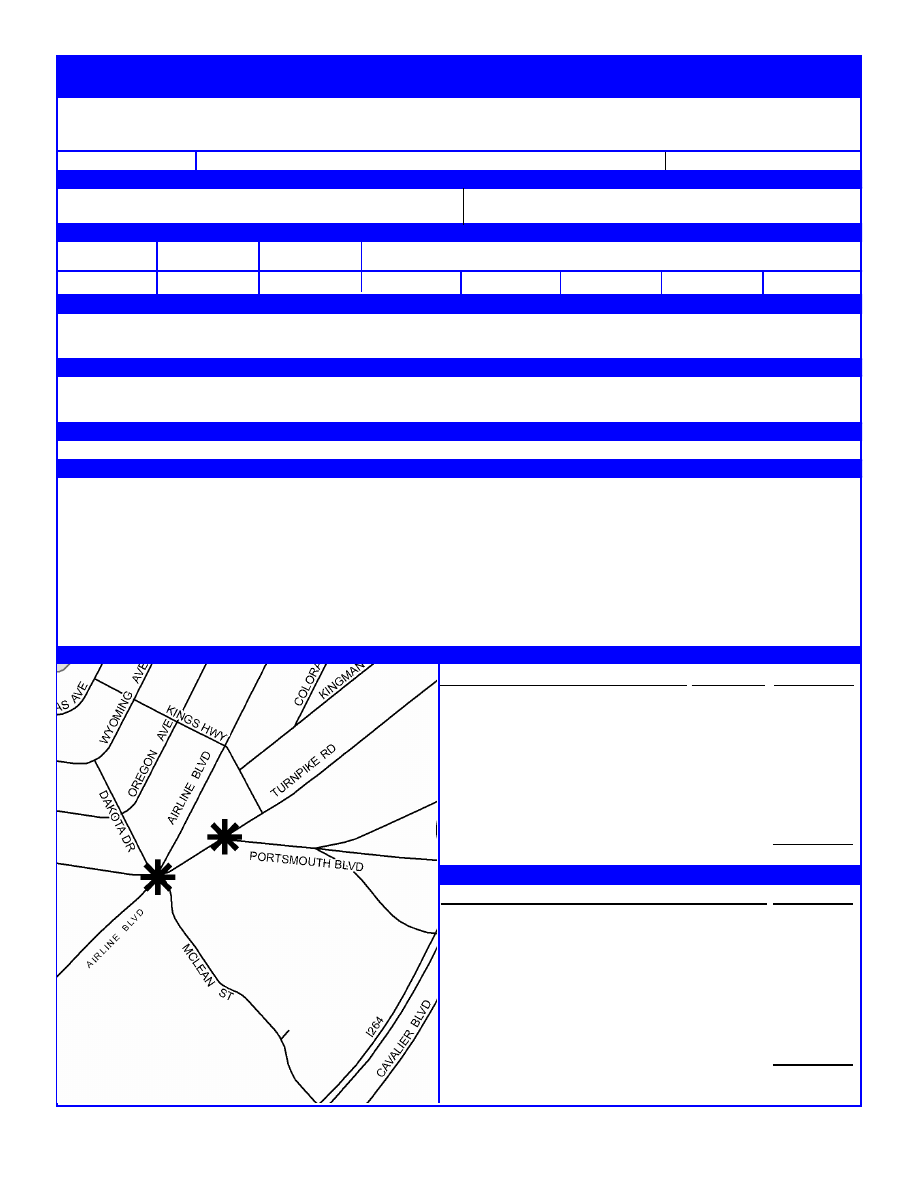 AS AVE
WYOMING AVE
OREGON AVE
KINGS HWY
COLORA
KINGMAN
AIRLINE BLVD
TURNPIKE RD
DAKOTA DR
PORTSMOUTH BLVD
AIRLINE BLVD
MCLEAN ST
I264
CAVALIER BLVD